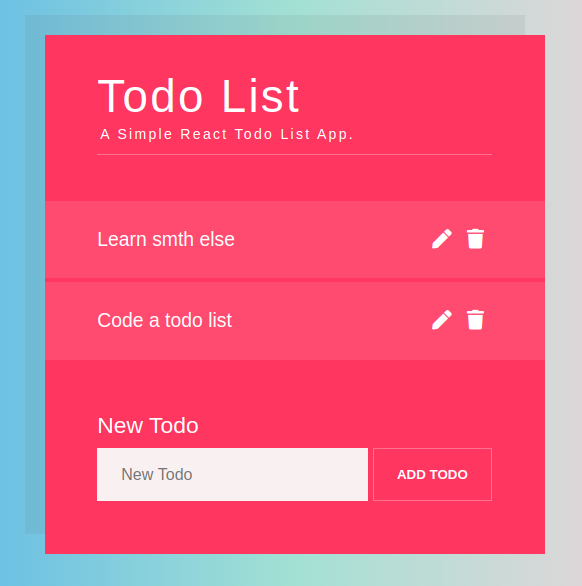 Todo List
A Simple React Todo List App.
Learn smth else
Code a todo list
New Todo
New Todo
ADD TODO